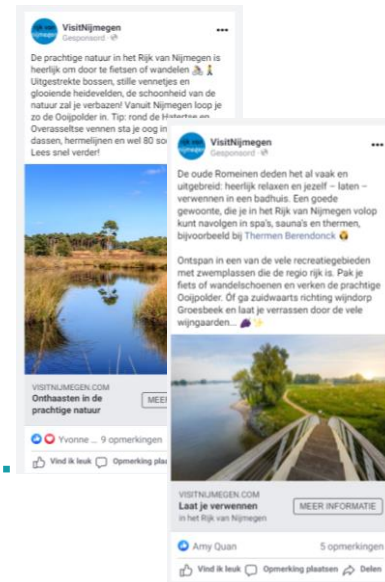 VisitNijmegen
Gesponsord
De prachtige natuur in het Rijk van Nijmegen is
heerlijk om door te fietsen of wandelen
Uitgestrekte bossen, stille vennetjes en
glooiende heidevelden, de schoonheid van de
natuur zal je verbazen! Vanuit Nijmegen loop je
zo de Ooijpolder in. Tip: rond de Hatertse en
Overasseltse vennen sta je oog in
dassen, hermelijnen en wel 80
Lees snel verder!
VISITNIJMEGEN.COM
Onthaasten in de
prachtige natuur
Yvonne ... 9 opmerkingen
Vind ik leuk
Opmerking
VisitNijmegen
Gesponsord
De oude Romeinen deden het al vaak en
uitgebreid: heerlijk relaxen en jezelf – laten –
verwennen in een badhuis. Een goede
gewoonte, die je in het Rijk van Nijmegen volop
kunt navolgen in spa's, sauna's en thermen,
bijvoorbeeld bij Thermen Berendonck
Ontspan in een van de vele recreatiegebieden
met zwemplassen die de regio rijk is. Pak je
fiets of wandelschoenen en verken de prachtige
Ooijpolder. Óf ga zuidwaarts richting wijndorp
Groesbeek en laat je verrassen door de vele
wijngaarden...
VISITNIJMEGEN.COM
Laat je verwennen
in het Rijk van Nijmegen
MEER INFORMATIE
Amy Quan
5 opmerkingen
Vind ik leuk
Opmerking plaatsen
Delen